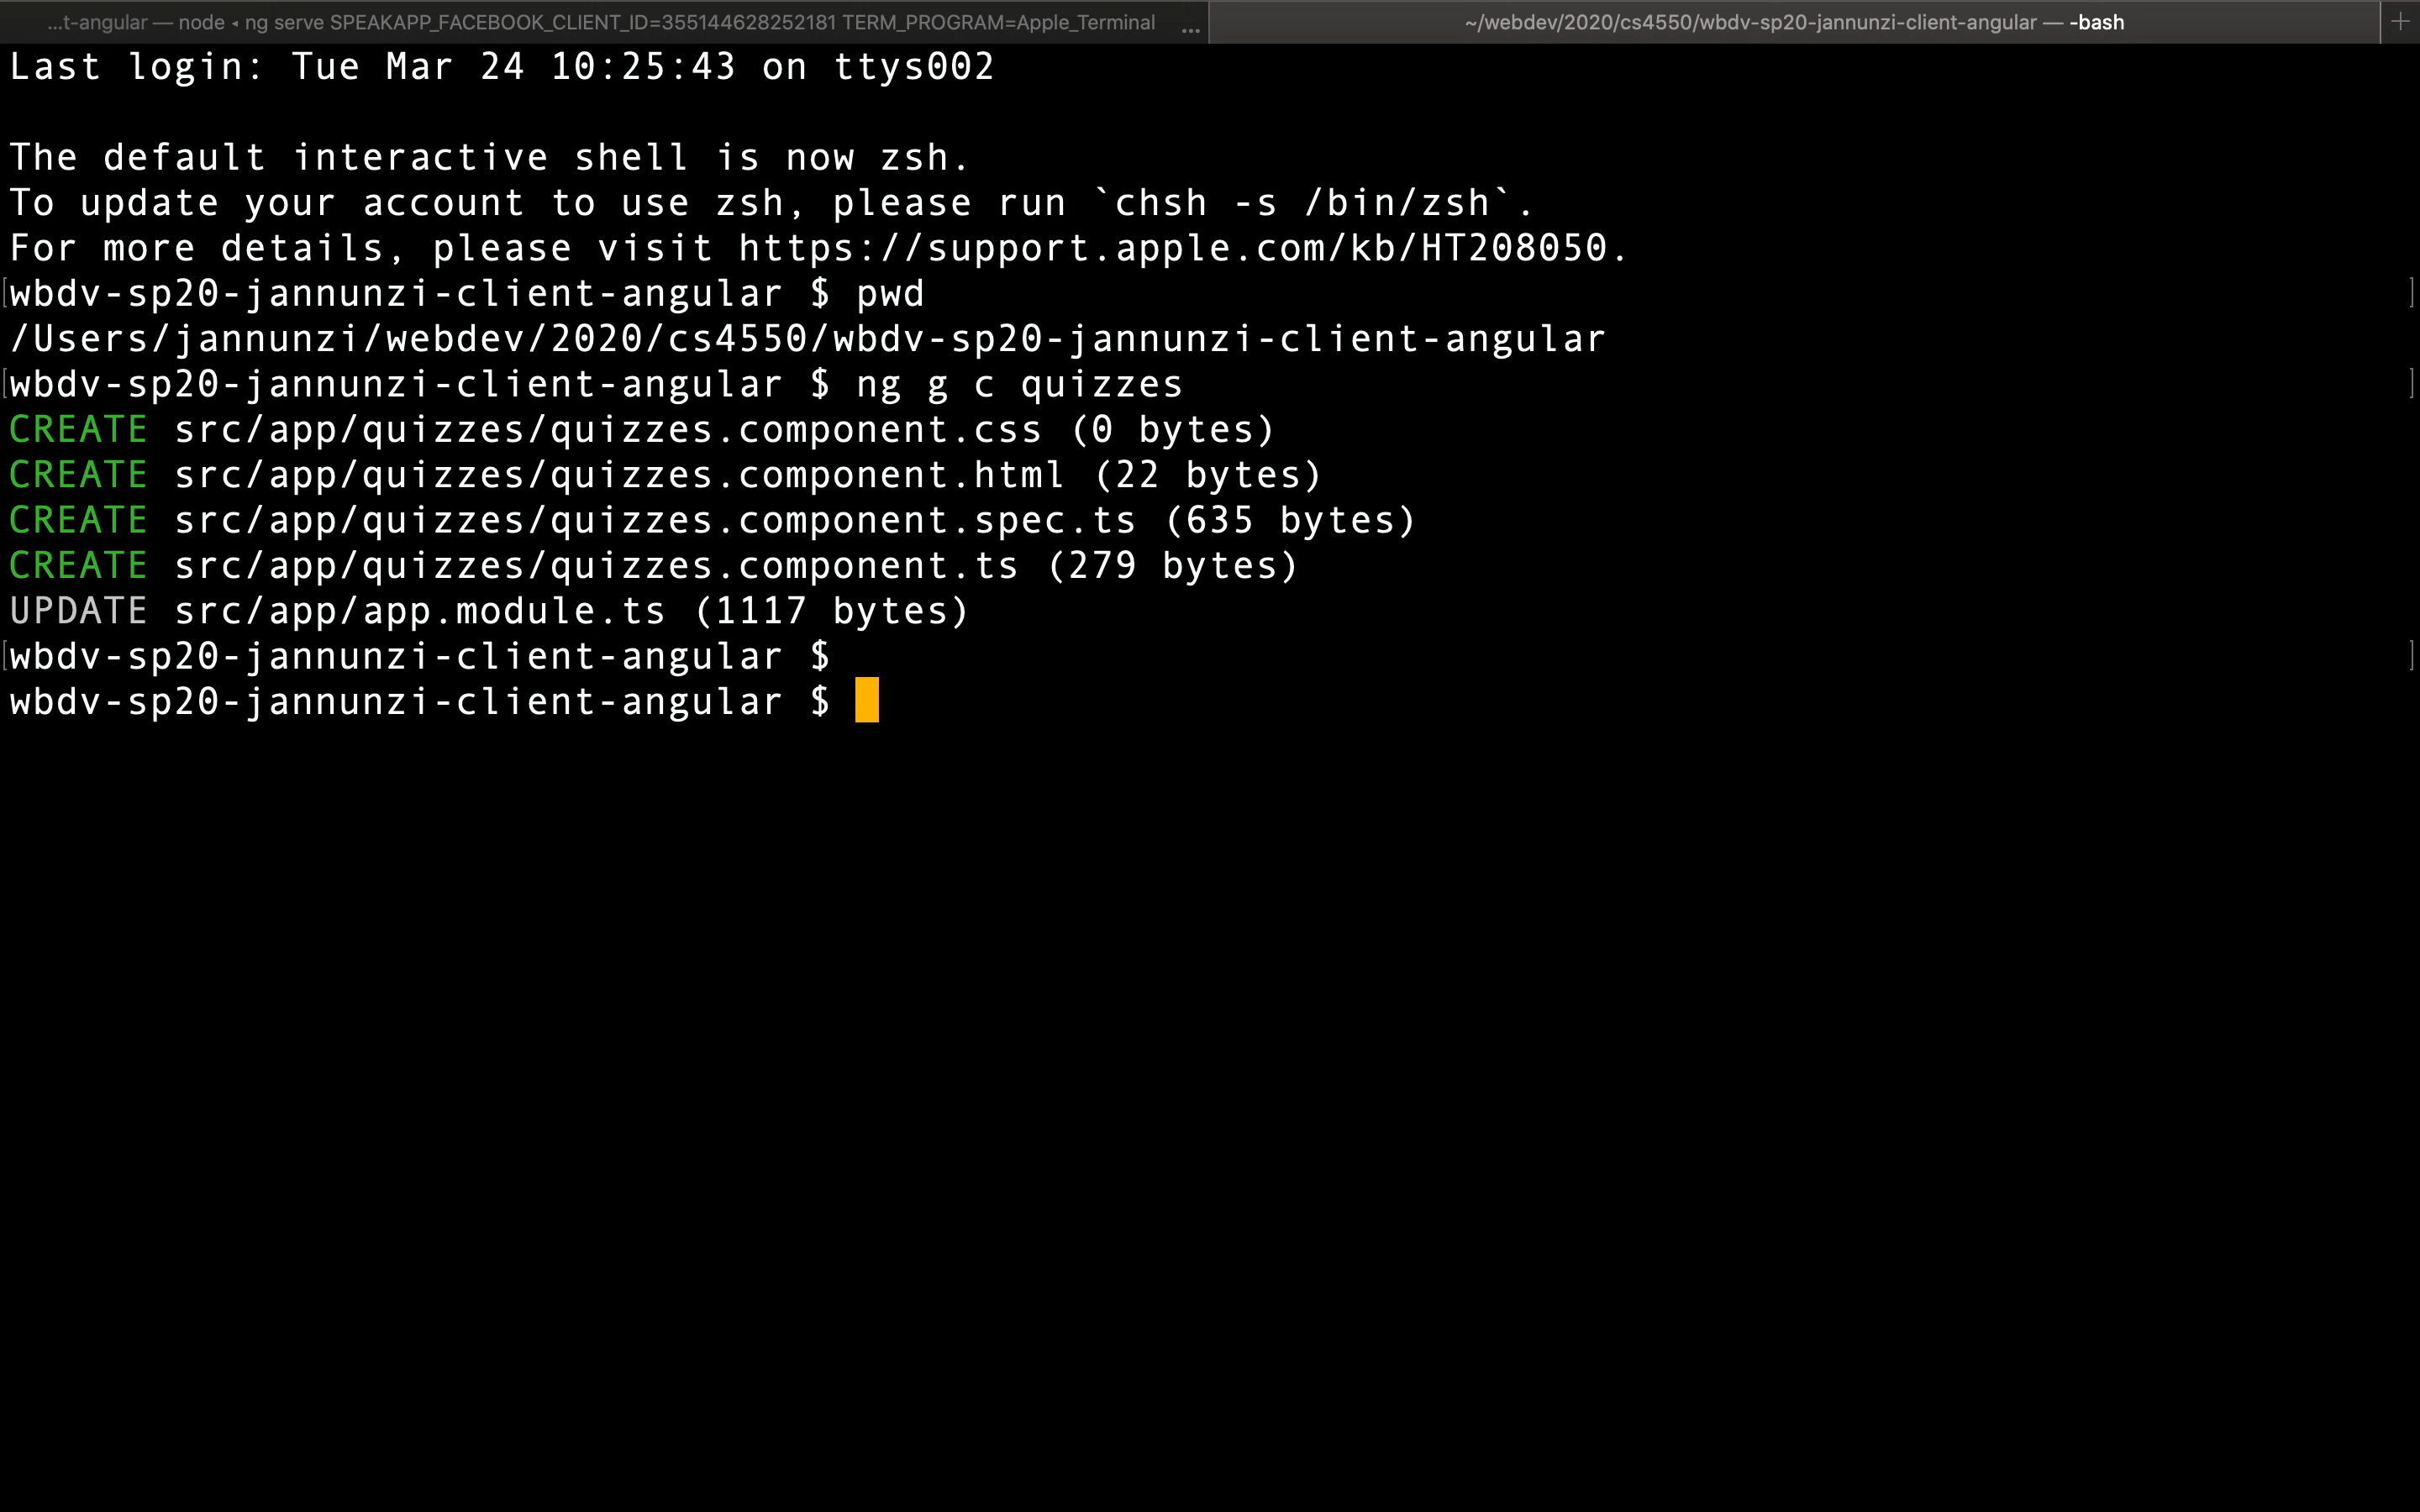 ...t-angular — node ◂ ng serve SPEAKAPP_FACEBOOK_CLIENT_ID=355144628252181 TERM_PROGRAM=Apple_Terminal ...
~/webdev/2020/cs4550/wbdv-sp20-jannunzi-client-angular — -bash
Last login: Tue Mar 24 10:25:43 on ttys002
The default interactive shell is now zsh.
To update your account to use zsh, please run `chsh -s /bin/zsh`.
For more details, please visit https://support.apple.com/kb/HT208050.
[wbdv-sp20-jannunzi-client-angular $ pwd ]
/Users/jannunzi/webdev/2020/cs4550/wbdv-sp20-jannunzi-client-angular
[wbdv-sp20-jannunzi-client-angular $ ng g c quizzes ]
CREATE src/app/quizzes/quizzes.component.css (0 bytes)
CREATE src/app/quizzes/quizzes.component.html (22 bytes)
CREATE src/app/quizzes/quizzes.component.spec.ts (635 bytes)
CREATE src/app/quizzes/quizzes.component.ts (279 bytes)
UPDATE src/app/app.module.ts (1117 bytes)
[wbdv-sp20-jannunzi-client-angular $ ]
wbdv-sp20-jannunzi-client-angular $